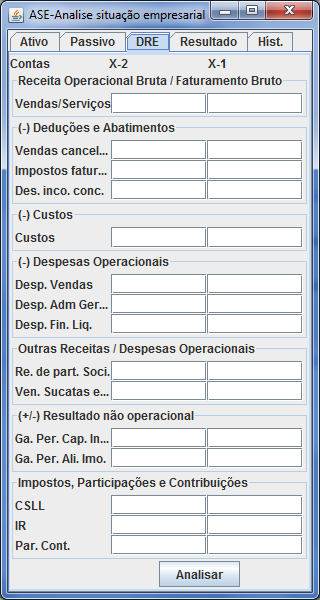 ASE-Analise situação empresarial
Ativo Passivo DRE Resultado Hist.
Contas X-2 X-1
Receita Operacional Bruta / Faturamento Bruto
Vendas/Serviços
(-) Deduções e Abatimentos
Vendas cancel...
Impostos fatur...
Des. inco. conc.
(-) Custos
Custos
(-) Despesas Operacionais
Desp. Vendas
Desp. Adm Ger...
Desp. Fin. Liq.
Outras Receitas / Despesas Operacionais
Re. de part. Soci.
Ven. Sucatas e...
(+/-) Resultado não operacional
Ga. Per. Cap. In...
Ga. Per. Ali. Imo.
Impostos, Participações e Contribuições
CSLL
IR
Par. Cont.
Analisar